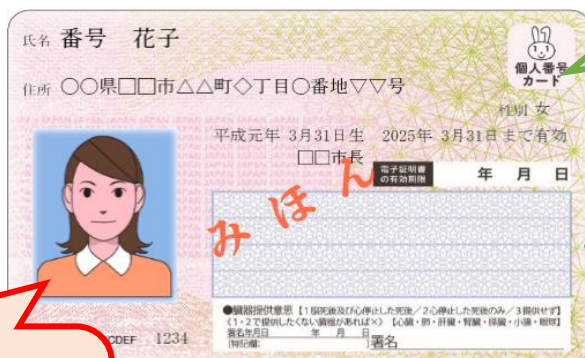 氏名 番号 花子
個人番号
カード
住所 ○○県□□市△△町◇丁目○番地▽▽号
性別 女
平成元年 3月31日生 2025年 3月31日まで有効
□□市長
電子証明書
の有効期限
年 月 日
みほん
●臓器提供意思【1脳死後及び心停止した死後／2心停止した死後のみ／3提供せず】
《1・2で提供したくない臓器があれば×》【心臓・肺・肝臓・腎臓・膵臓・小腸・眼球】
署名年月日 年 月 日
[特記欄: ] 署名
CDEF 1234